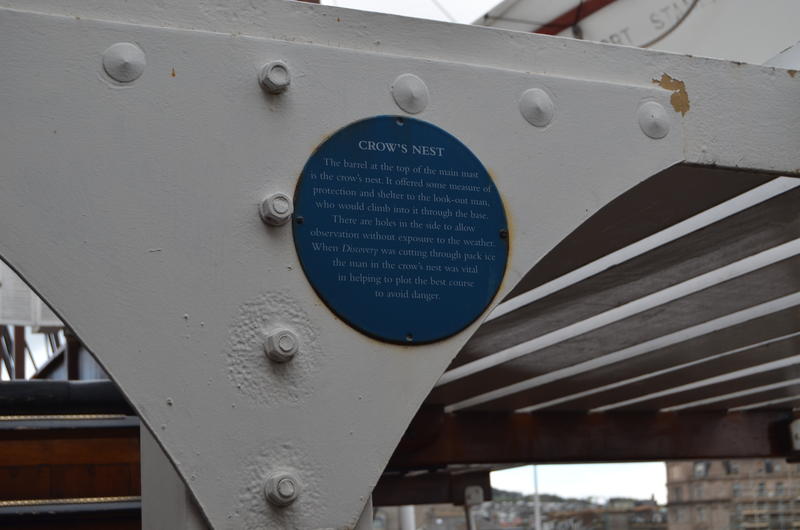 CROW'S NEST
The barrel at the top of the main mast
is the crow's nest. It offered some measure of
protection and shelter to the look-out man,
who would climb into it through the base.
There are holes in the side to allow
observation without exposure to the weather.
When Discovery was cutting through pack ice
the man in the crow's nest was vital
in helping to plot the best course
to avoid danger.